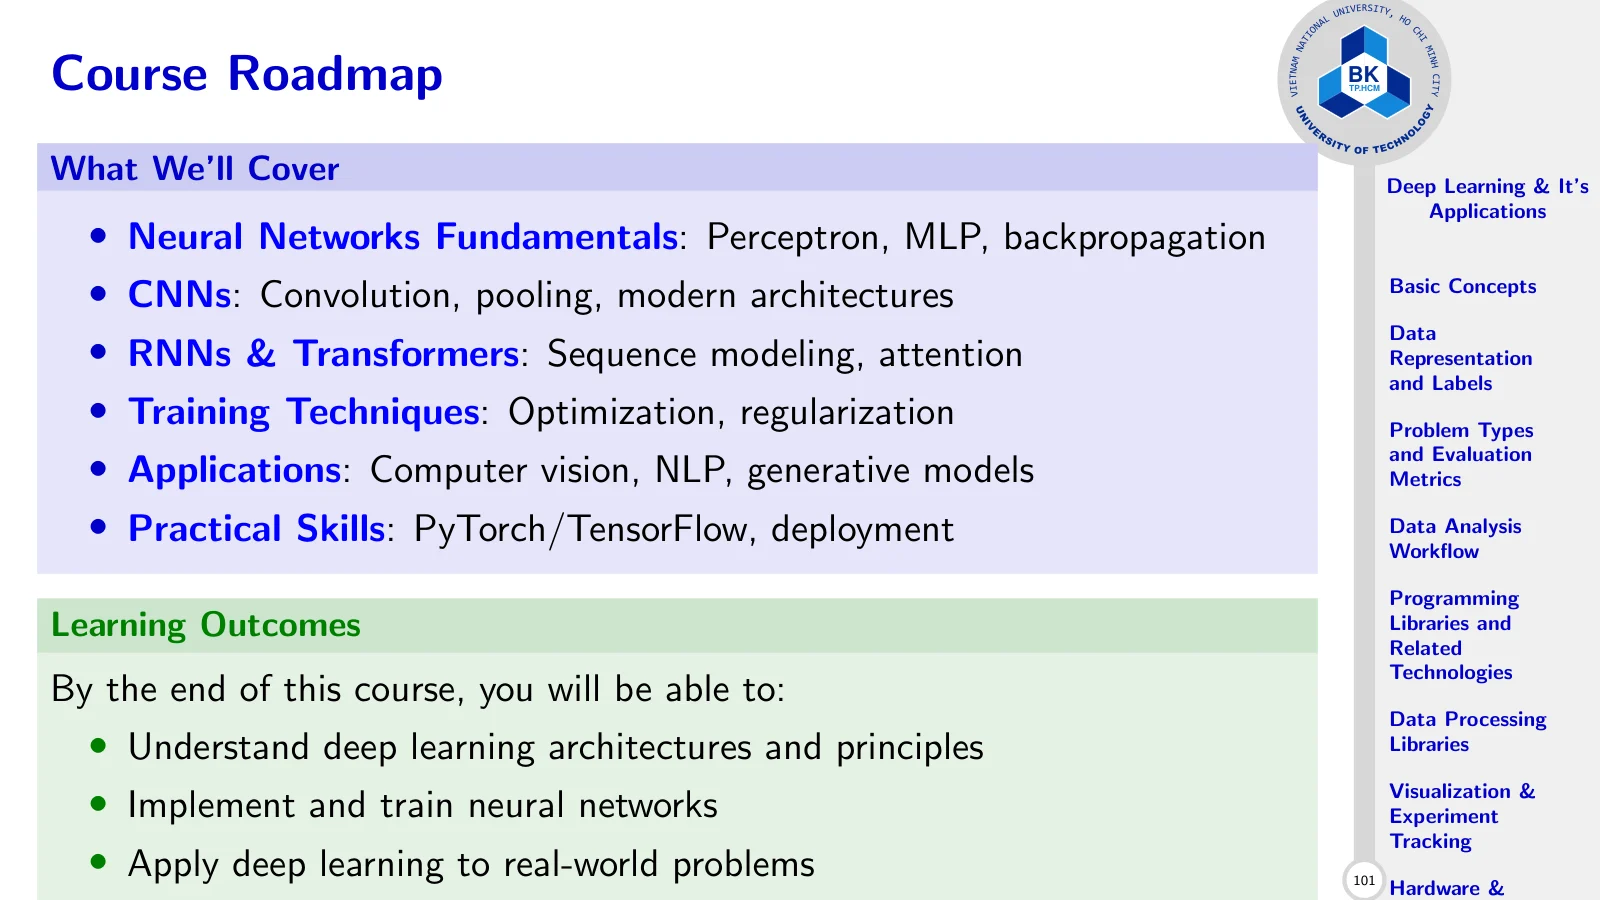 Course Roadmap
What We'll Cover
• Neural Networks Fundamentals: Perceptron, MLP, backpropagation
• CNNs: Convolution, pooling, modern architectures
• RNNs & Transformers: Sequence modeling, attention
• Training Techniques: Optimization, regularization
• Applications: Computer vision, NLP, generative models
• Practical Skills: PyTorch/TensorFlow, deployment
Learning Outcomes
By the end of this course, you will be able to:
• Understand deep learning architectures and principles
• Implement and train neural networks
• Apply deep learning to real-world problems
VIETNAM NATIONAL UNIVERSITY, HO CHI MINH CITY
BK
TP.HCM
UNIVERSITY OF TECHNOLOGY
Deep Learning & It's
Applications
Basic Concepts
Data
Representation
and Labels
Problem Types
and Evaluation
Metrics
Data Analysis
Workflow
Programming
Libraries and
Related
Technologies
Data Processing
Libraries
Visualization &
Experiment
Tracking
Hardware &
101